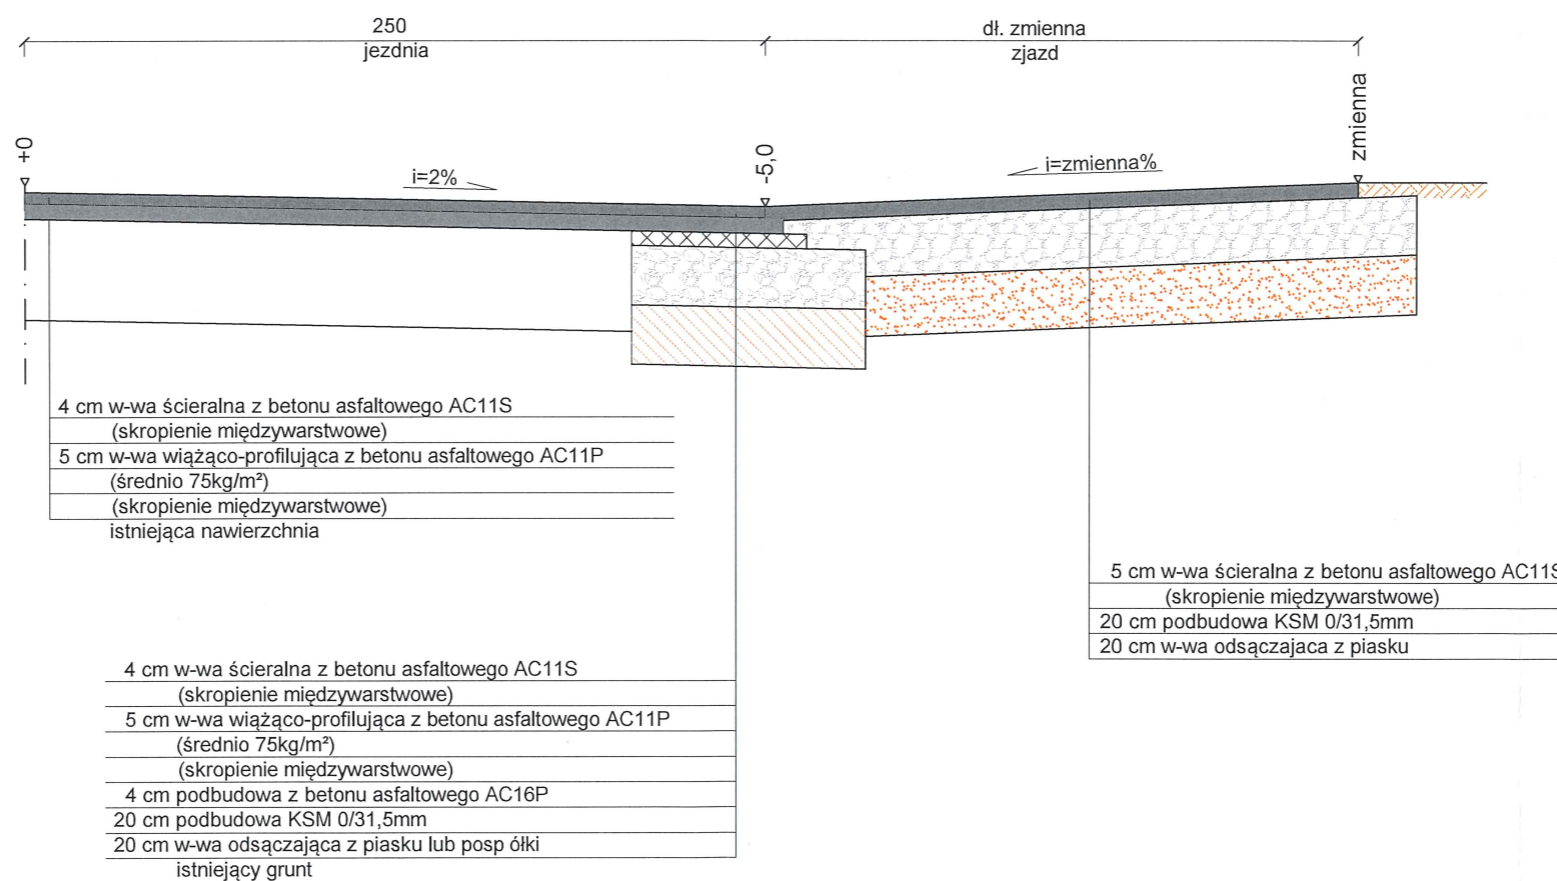 250
jezdnia
dł. zmienna
zjazd
+0
-5,0
zmienna
i=2%
i=zmienna%
4 cm w-wa ścieralna z betonu asfaltowego AC11S
(skropienie międzywarstwowe)
5 cm w-wa wiążąco-profilująca z betonu asfaltowego AC11P
(średnio 75kg/m²)
(skropienie międzywarstwowe)
istniejąca nawierzchnia
5 cm w-wa ścieralna z betonu asfaltowego AC11S
(skropienie międzywarstwowe)
20 cm podbudowa KSM 0/31,5mm
20 cm w-wa odsączajaca z piasku
4 cm w-wa ścieralna z betonu asfaltowego AC11S
(skropienie międzywarstwowe)
5 cm w-wa wiążąco-profilująca z betonu asfaltowego AC11P
(średnio 75kg/m²)
(skropienie międzywarstwowe)
4 cm podbudowa z betonu asfaltowego AC16P
20 cm podbudowa KSM 0/31,5mm
20 cm w-wa odsączająca z piasku lub posp ółki
istniejący grunt